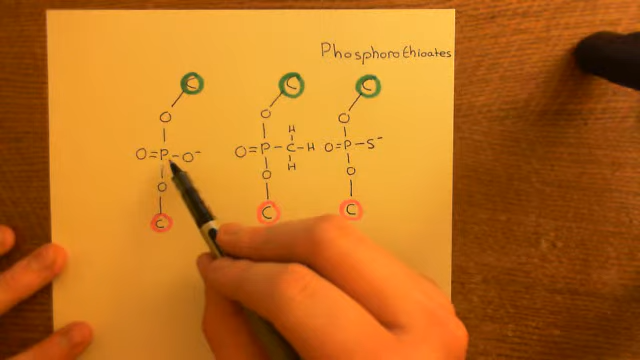 Phosphorothioates
C C C
O O O
H
O=P-O⁻ O=P-C-H O=P-S⁻
H
O O O
C C C